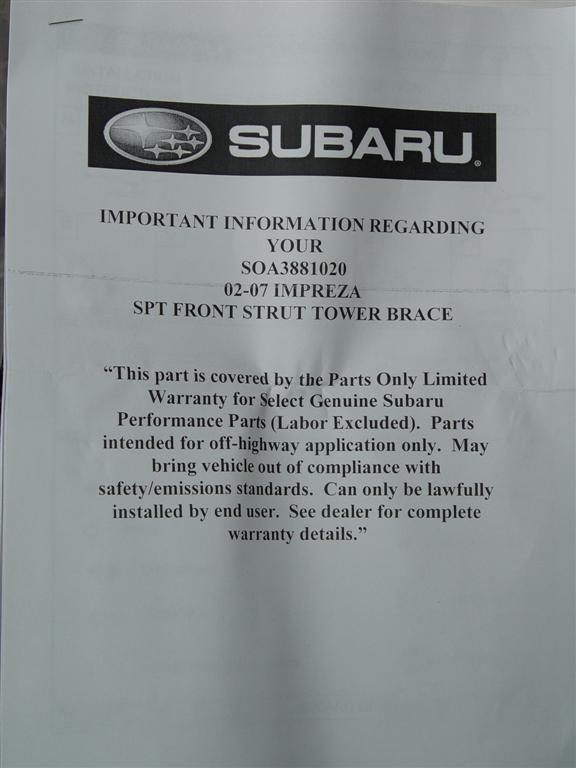 SUBARU®
IMPORTANT INFORMATION REGARDING
YOUR
SOA3881020
02-07 IMPREZA
SPT FRONT STRUT TOWER BRACE
“This part is covered by the Parts Only Limited
Warranty for Select Genuine Subaru
Performance Parts (Labor Excluded).  Parts
intended for off-highway application only.  May
bring vehicle out of compliance with
safety/emissions standards.  Can only be lawfully
installed by end user.  See dealer for complete
warranty details.”